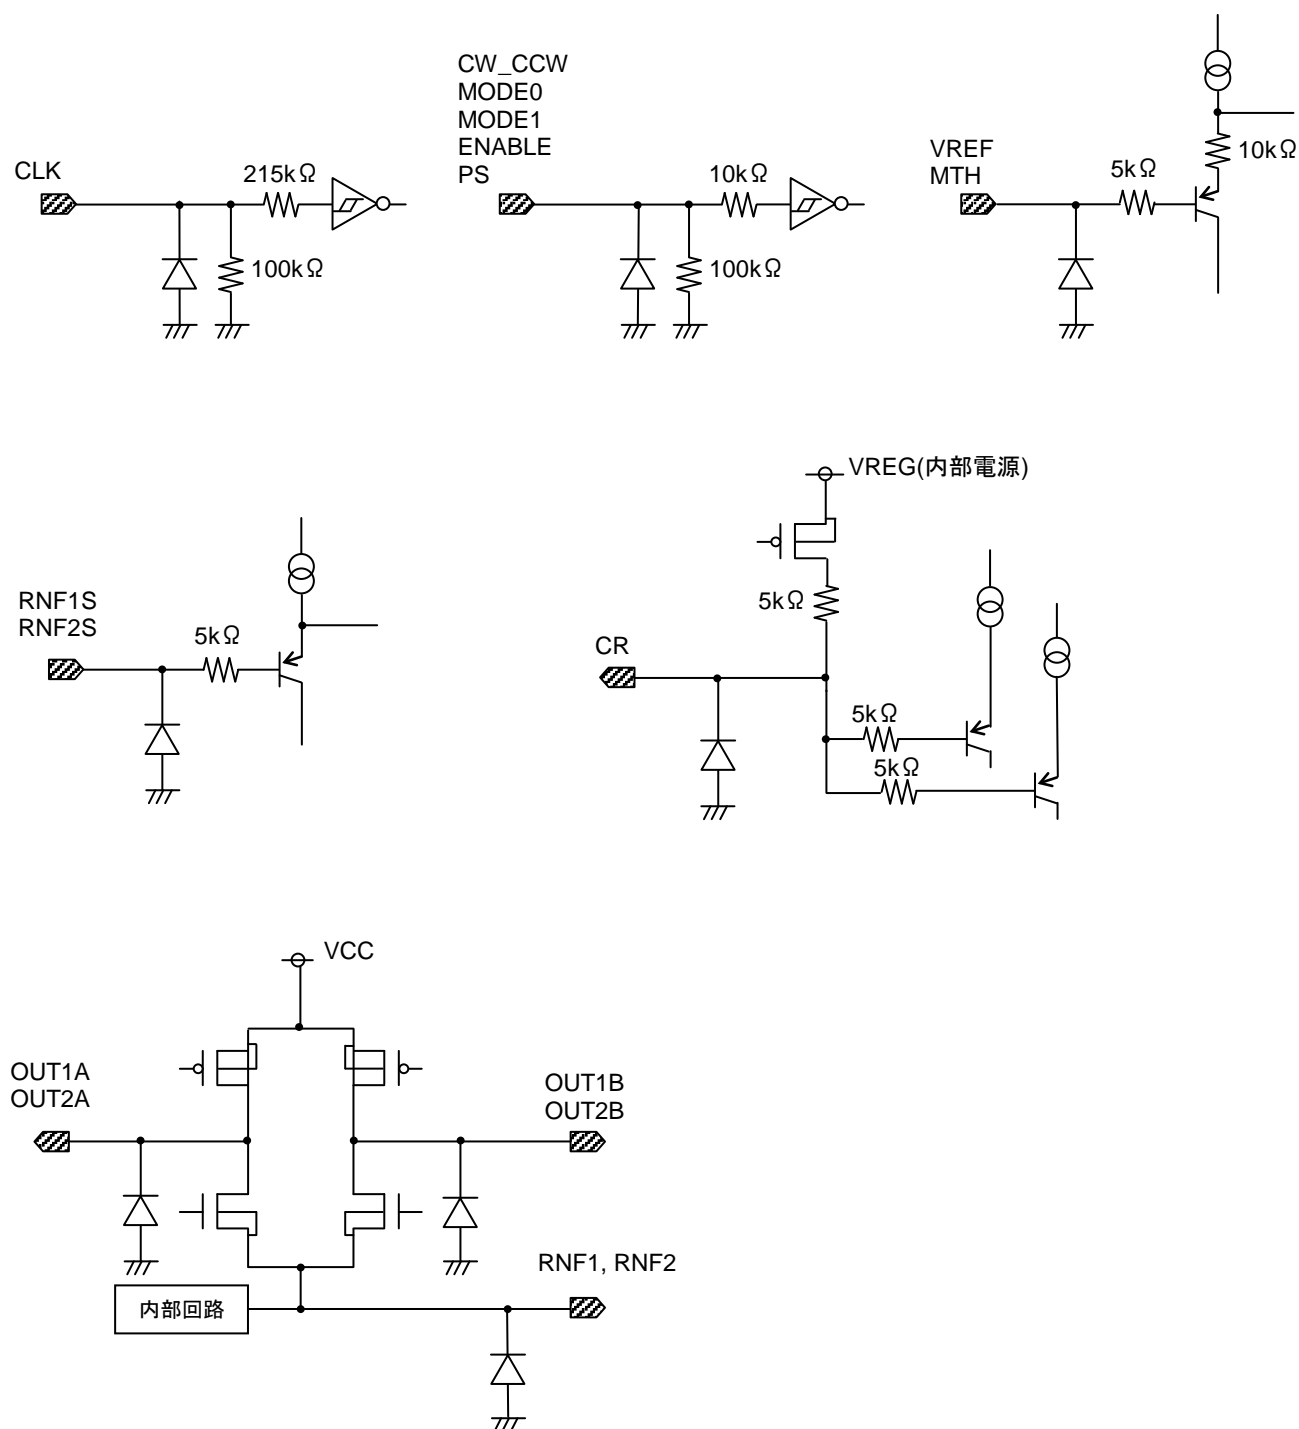 CLK
215kΩ
100kΩ
CW_CCW
MODE0
MODE1
ENABLE
PS
10kΩ
100kΩ
VREF
MTH
5kΩ
10kΩ
RNF1S
RNF2S
5kΩ
VREG(内部電源)
5kΩ
CR
5kΩ
5kΩ
VCC
OUT1A
OUT2A
OUT1B
OUT2B
RNF1, RNF2
内部回路